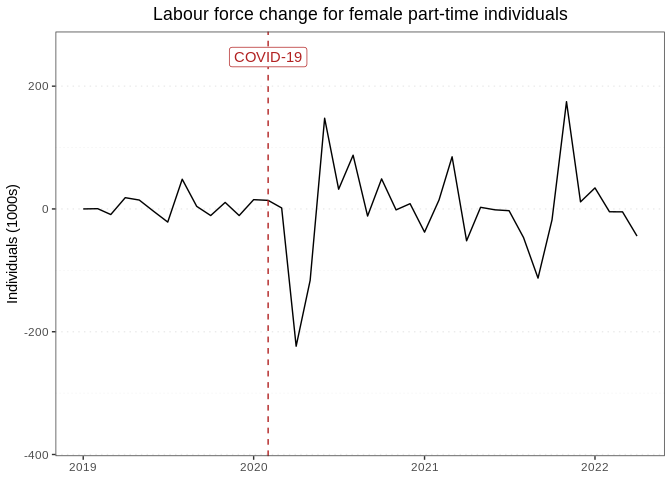 Labour force change for female part-time individuals
COVID-19
Individuals (1000s)
200
0
-200
-400
2019
2020
2021
2022